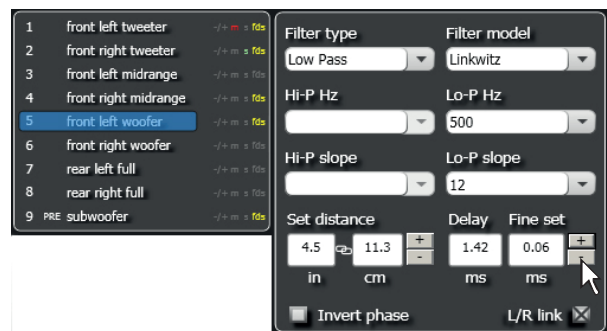 1 front left tweeter -/+ m s fds
2 front right tweeter -/+ m s fds
3 front left midrange -/+ m s fds
4 front right midrange -/+ m s fds
5 front left woofer -/+ m s fds
6 front right woofer -/+ m s fds
7 rear left full -/+ m s fds
8 rear right full -/+ m s fds
9 PRE subwoofer -/+ m s fds
Filter type Filter model
Low Pass Linkwitz
Hi-P Hz Lo-P Hz
500
Hi-P slope Lo-P slope
12
Set distance Delay Fine set
4.5 11.3 + - 1.42 0.06 + -
in cm ms ms
Invert phase L/R link